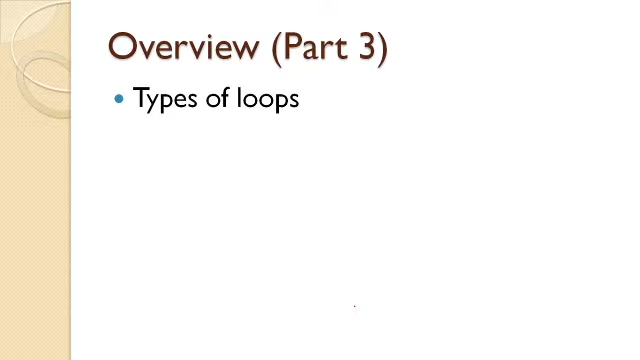 Overview (Part 3)
• Types of loops